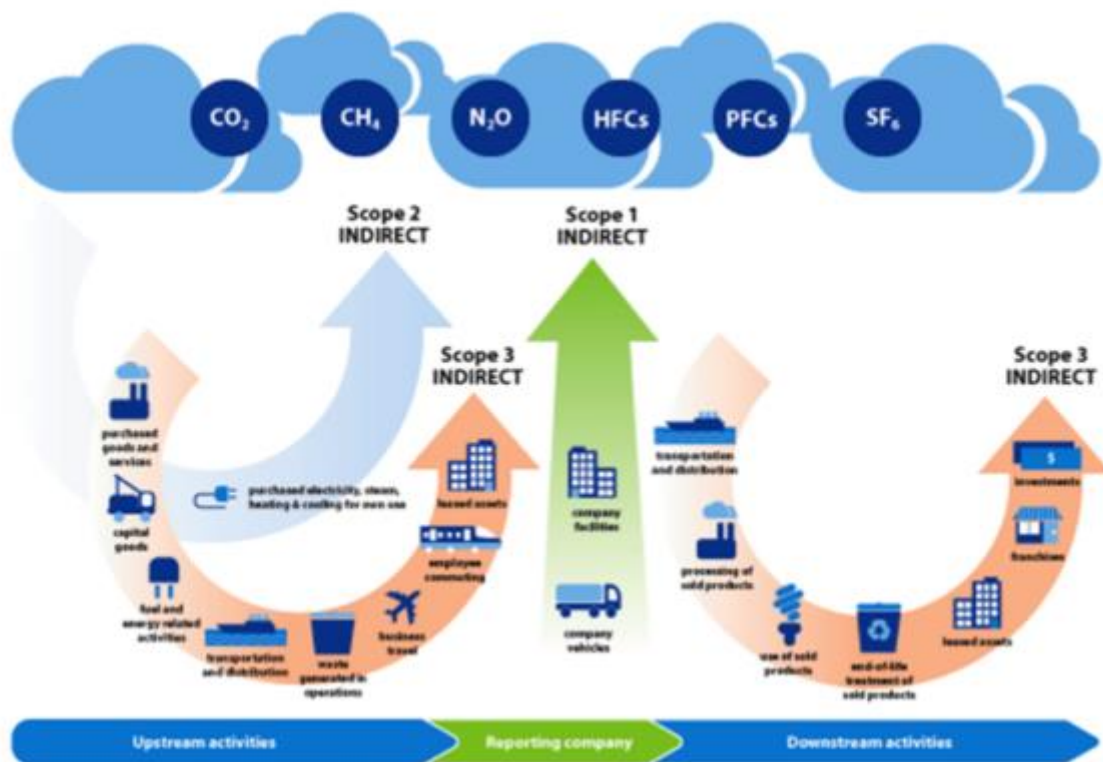 CO₂
CH₄
N₂O
HFCs
PFCs
SF₆
Scope 2
INDIRECT
Scope 1
INDIRECT
Scope 3
INDIRECT
Scope 3
INDIRECT
purchased
goods and
services
capital
goods
fuel and
energy related
activities
transportation
and distribution
waste
generated in
operations
business
travel
employee
commuting
leased assets
purchased electricity, steam,
heating & cooling for own use
company
facilities
company
vehicles
transportation
and distribution
processing of
sold products
use of sold
products
end-of-life
treatment of
sold products
leased assets
franchises
$
investments
Upstream activities
Reporting company
Downstream activities